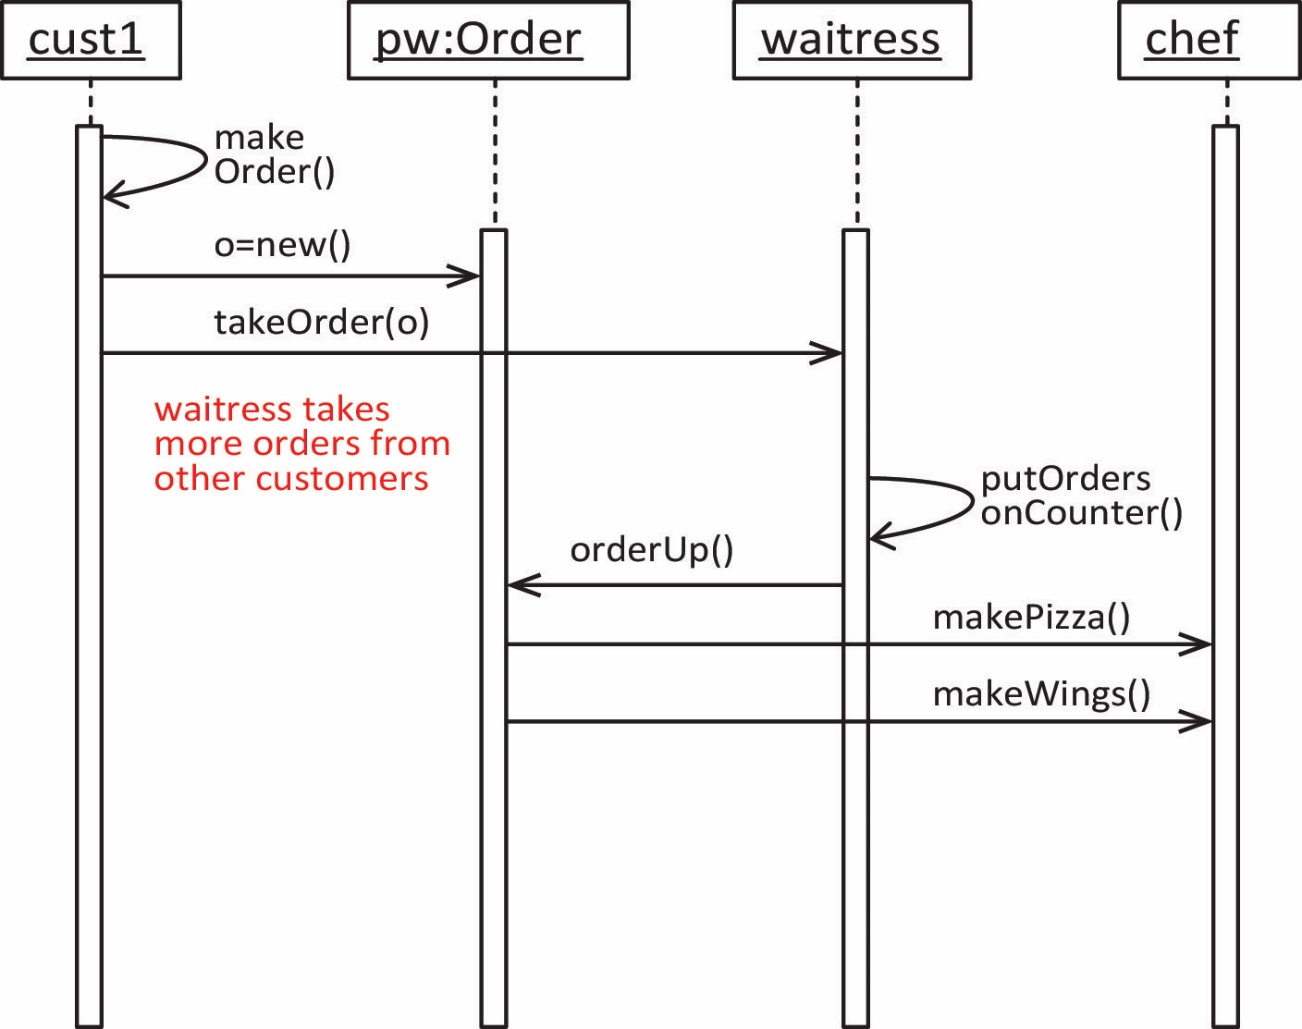 cust1
pw:Order
waitress
chef
make
Order()
o=new()
takeOrder(o)
waitress takes
more orders from
other customers
putOrders
onCounter()
orderUp()
makePizza()
makeWings()